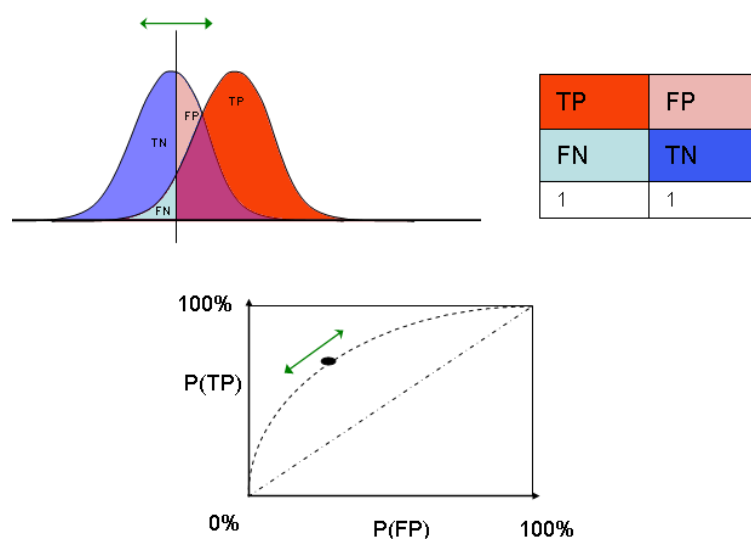 TP
FP
TN
FN
TP FP
FN TN
1 1
100%
P(TP)
0% P(FP) 100%